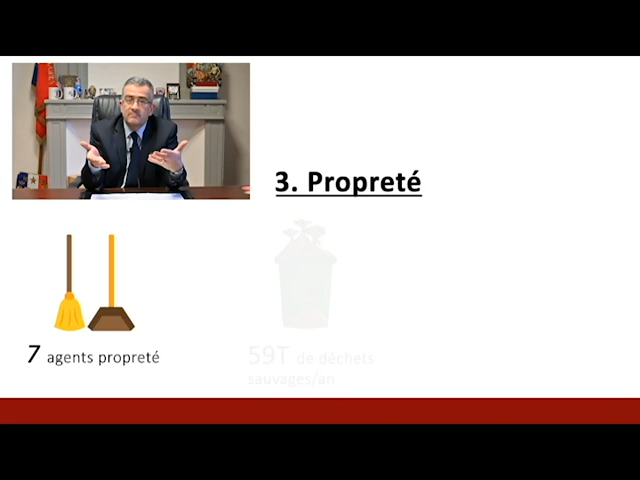 3. Propreté
7 agents propreté
59T de déchets
sauvages/an